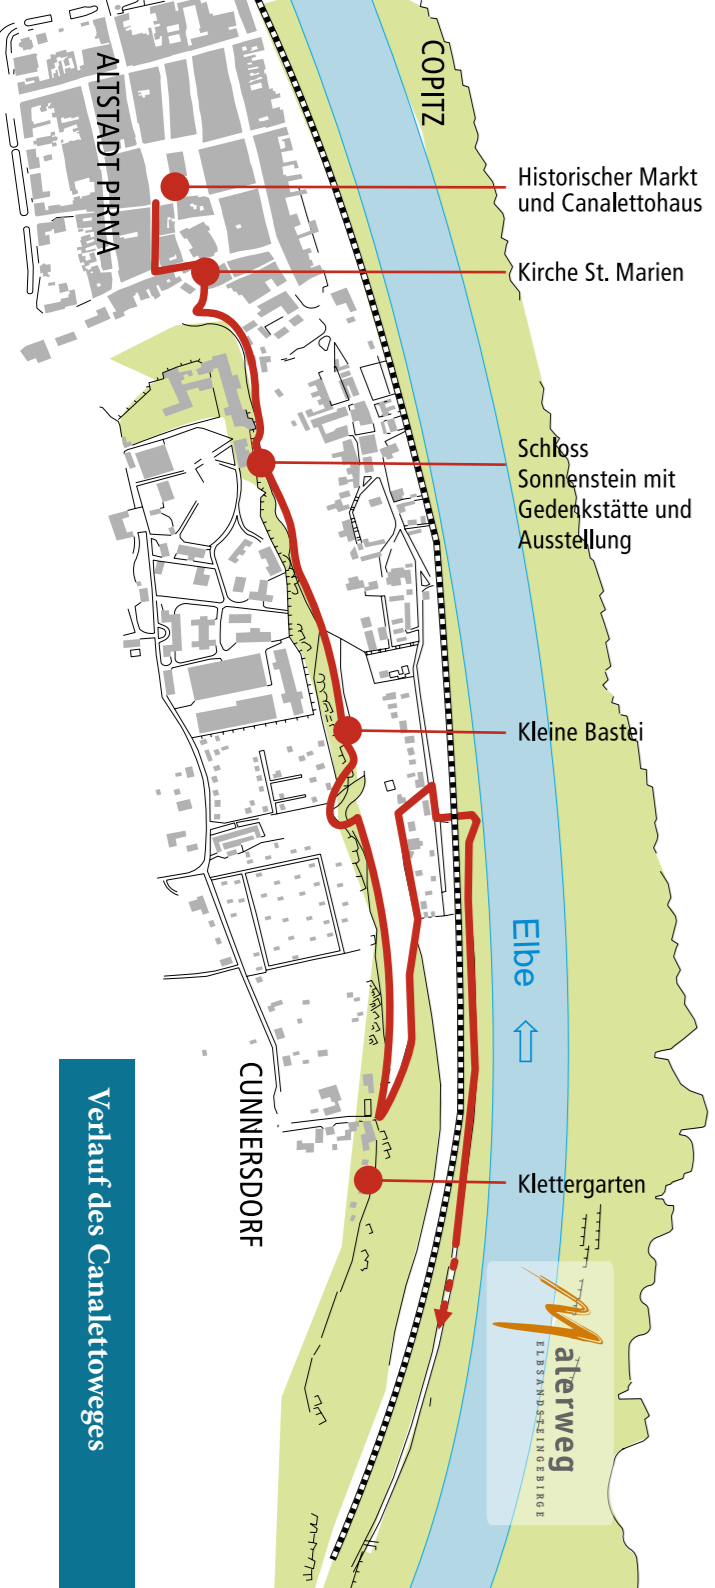 COPITZ
ALTSTADT PIRNA
Historischer Markt
und Canalettohaus
Kirche St. Marien
Schloss
Sonnenstein mit
Gedenkstätte und
Ausstellung
Kleine Bastei
Elbe
CUNNERSDORF
Klettergarten
Malerweg
ELBSANDSTEINGEBIRGE
Verlauf des Canalettoweges